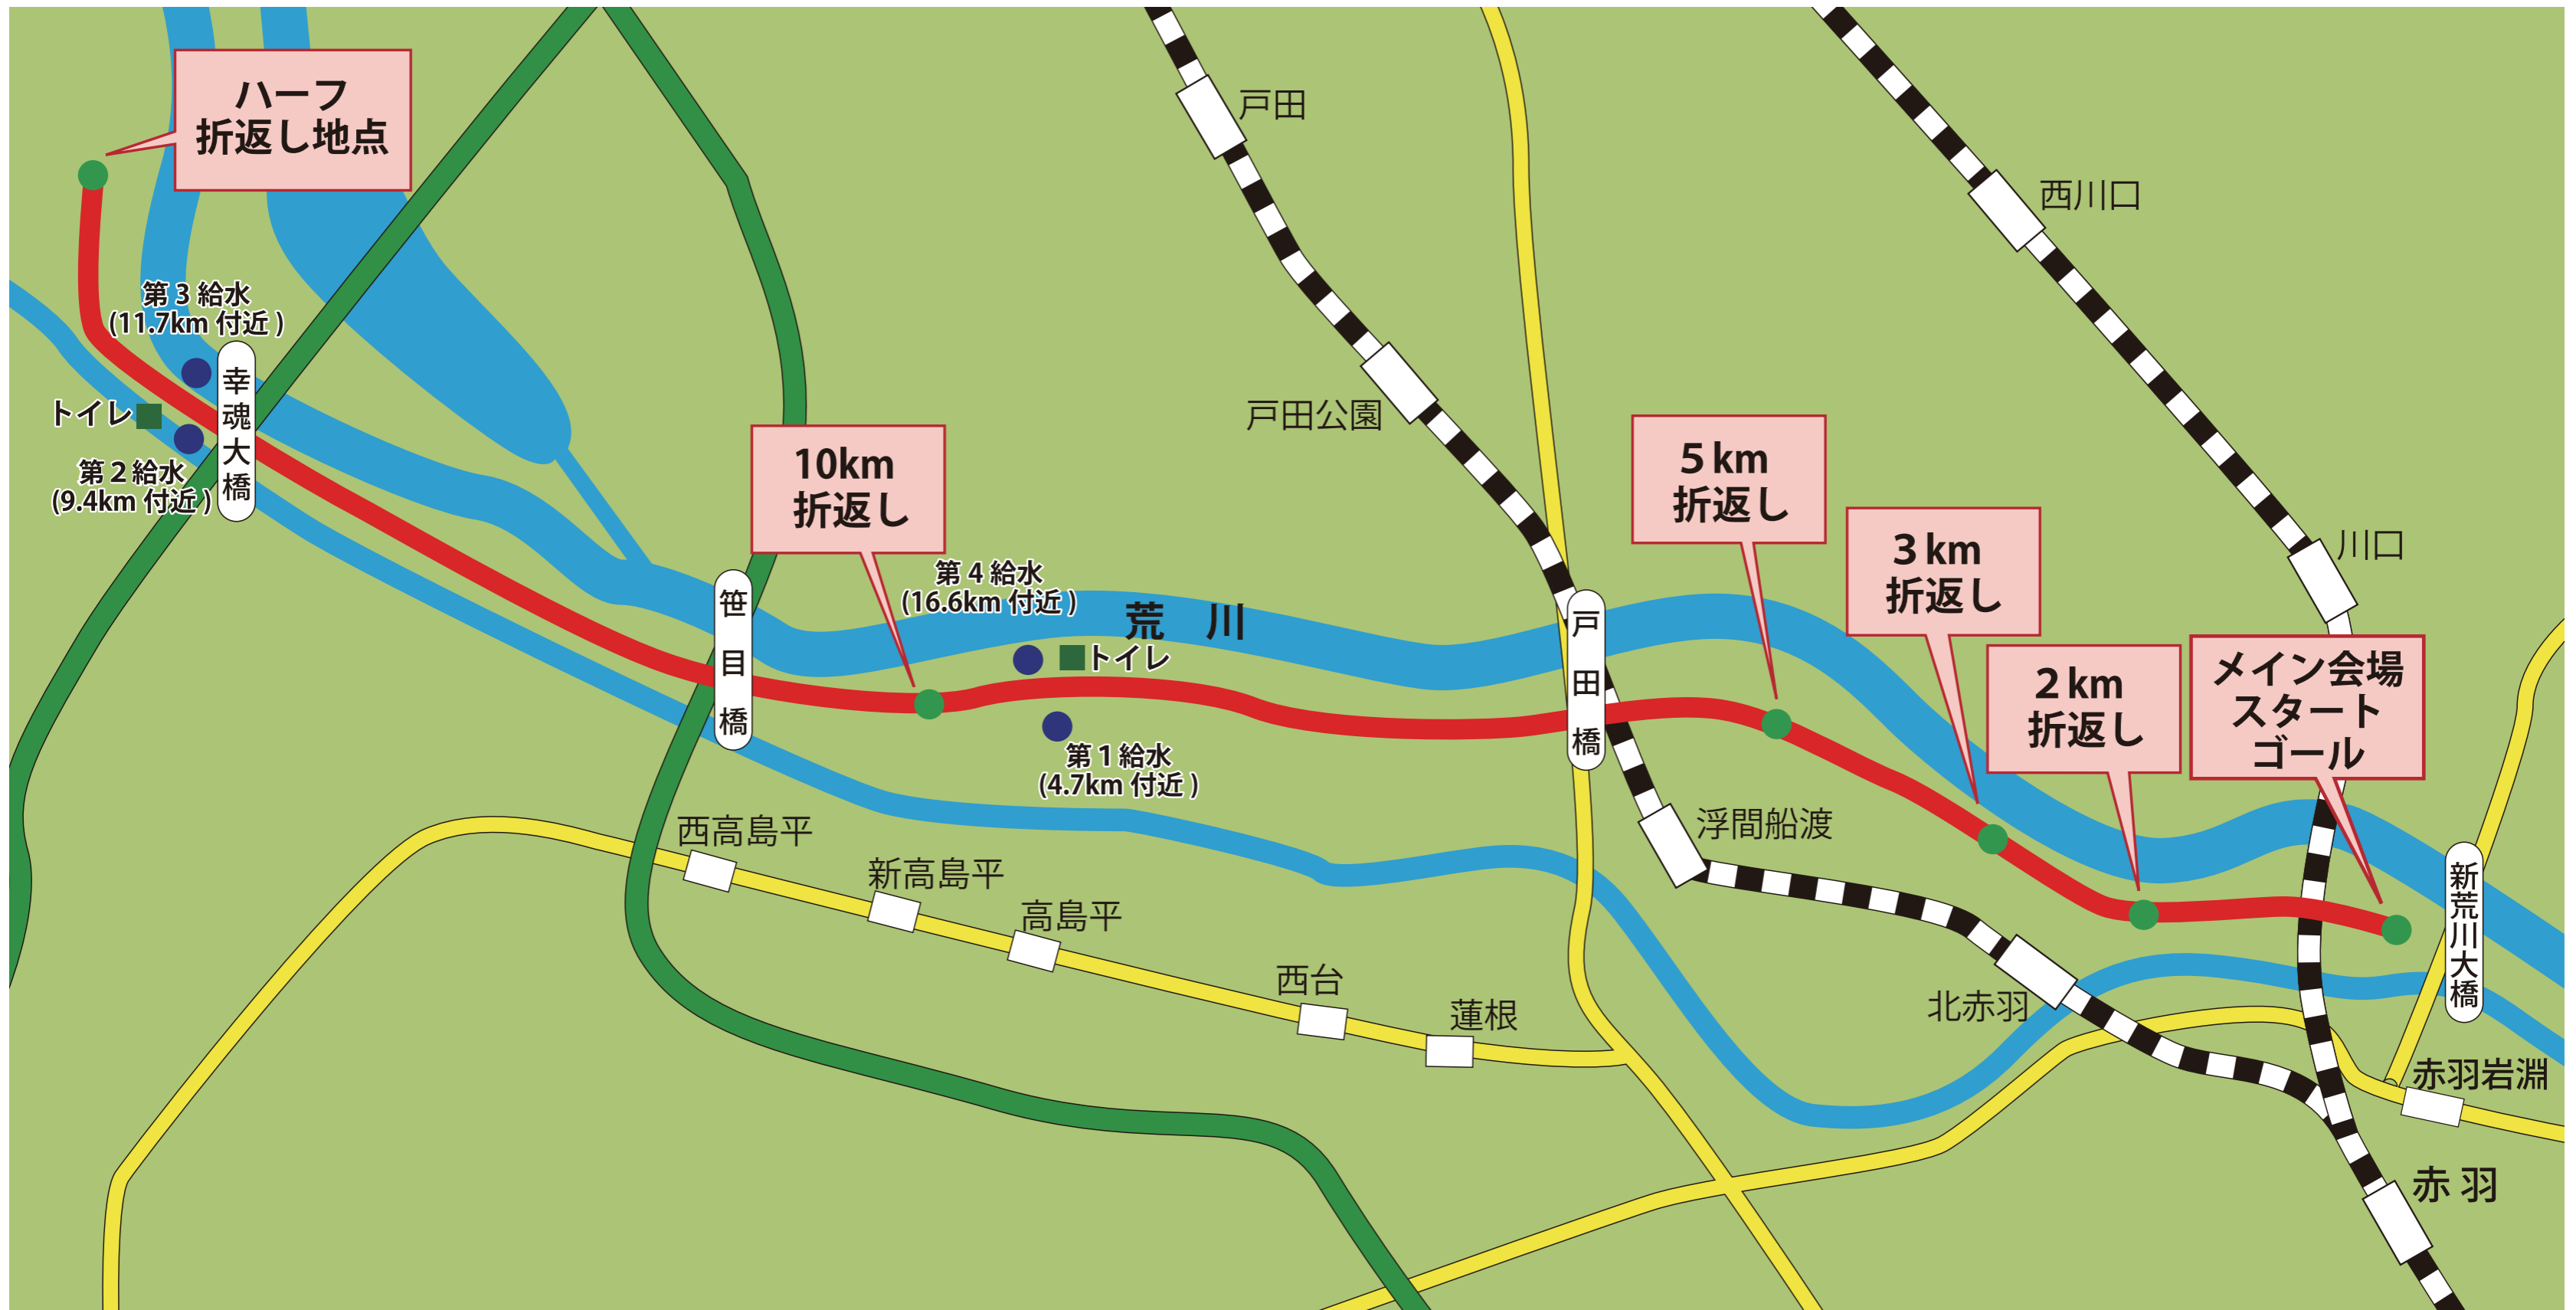 ハーフ
折返し地点
第3給水
(11.7km 付近)
トイレ
第2給水
(9.4km 付近)
幸魂大橋
笹目橋
10km
折返し
第4給水
(16.6km 付近)
荒 川
トイレ
第1給水
(4.7km 付近)
戸田
戸田公園
戸田橋
5km
折返し
3km
折返し
2km
折返し
メイン会場
スタート
ゴール
西川口
川口
新荒川大橋
浮間船渡
北赤羽
赤羽岩淵
赤羽
西高島平
新高島平
高島平
西台
蓮根